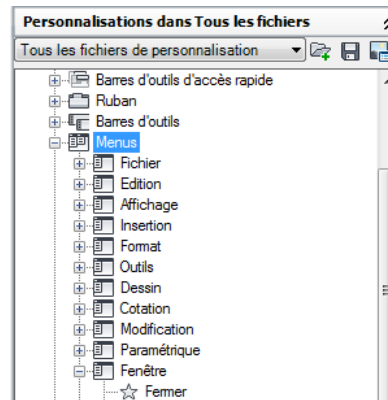 Personnalisations dans Tous les fichiers
Tous les fichiers de personnalisation
Barres d'outils d'accès rapide
Ruban
Barres d'outils
Menus
Fichier
Edition
Affichage
Insertion
Format
Outils
Dessin
Cotation
Modification
Paramétrique
Fenêtre
Fermer